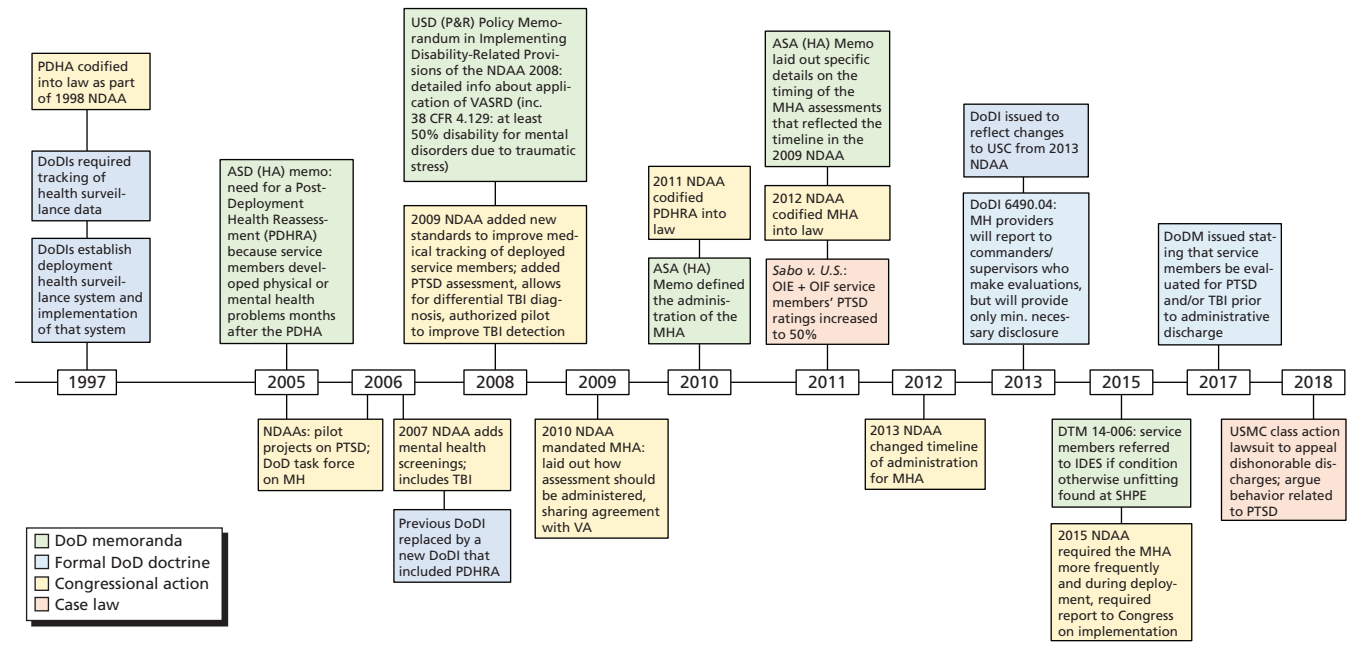 PDHA codified
into law as part
of 1998 NDAA
DoDIs required
tracking of
health surveil-
lance data
DoDIs establish
deployment
health surveil-
lance system and
implementation
of that system
ASD (HA) memo:
need for a Post-
Deployment
Health Reassess-
ment (PDHRA)
because service
members devel-
oped physical or
mental health
problems months
after the PDHA
USD (P&R) Policy Memo-
randum in Implementing
Disability-Related Provi-
sions of the NDAA 2008:
detailed info about appli-
cation of VASRD (inc.
38 CFR 4.129: at least
50% disability for mental
disorders due to traumatic
stress)
2009 NDAA added new
standards to improve med-
ical tracking of deployed
service members; added
PTSD assessment, allows
for differential TBI diag-
nosis, authorized pilot
to improve TBI detection
2011 NDAA
codified
PDHRA into
law
ASA (HA)
Memo defined
the adminis-
tration of the
MHA
ASA (HA) Memo
laid out specific
details on the
timing of the
MHA assessments
that reflected the
timeline in the
2009 NDAA
2012 NDAA
codified MHA
into law
Sabo v. U.S.:
OIE + OIF service
members' PTSD
ratings increased
to 50%
DoDI issued to
reflect changes
to USC from 2013
NDAA
DoDI 6490.04:
MH providers
will report to
commanders/
supervisors who
make evaluations,
but will provide
only min. neces-
sary disclosure
DoDM issued stat-
ing that service
members be eval-
uated for PTSD
and/or TBI prior
to administrative
discharge
1997
2005
2006
2008
2009
2010
2011
2012
2013
2015
2017
2018
NDAAs: pilot
projects on PTSD;
DoD task force
on MH
2007 NDAA adds
mental health
screenings;
includes TBI
Previous DoDI
replaced by a
new DoDI that
included PDHRA
2010 NDAA
mandated MHA:
laid out how
assessment should
be administered,
sharing agreement
with VA
2013 NDAA
changed timeline
of administration
for MHA
DTM 14-006: service
members referred
to IDES if condition
otherwise unfitting
found at SHPE
2015 NDAA
required the MHA
more frequently
and during deploy-
ment, required
report to Congress
on implementation
USMC class action
lawsuit to appeal
dishonorable dis-
charges; argue
behavior related
to PTSD
DoD memoranda
Formal DoD doctrine
Congressional action
Case law